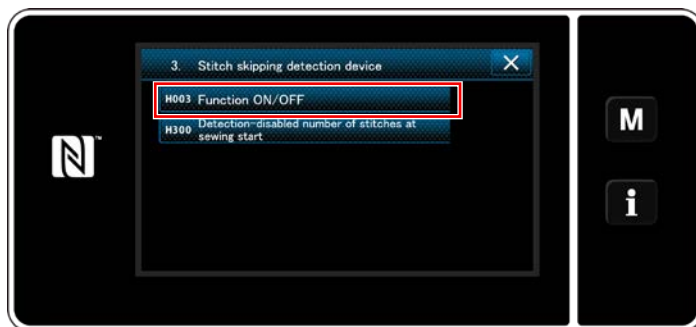 3. Stitch skipping detection device
H003 Function ON/OFF
H300 Detection-disabled number of stitches at
sewing start
M
i